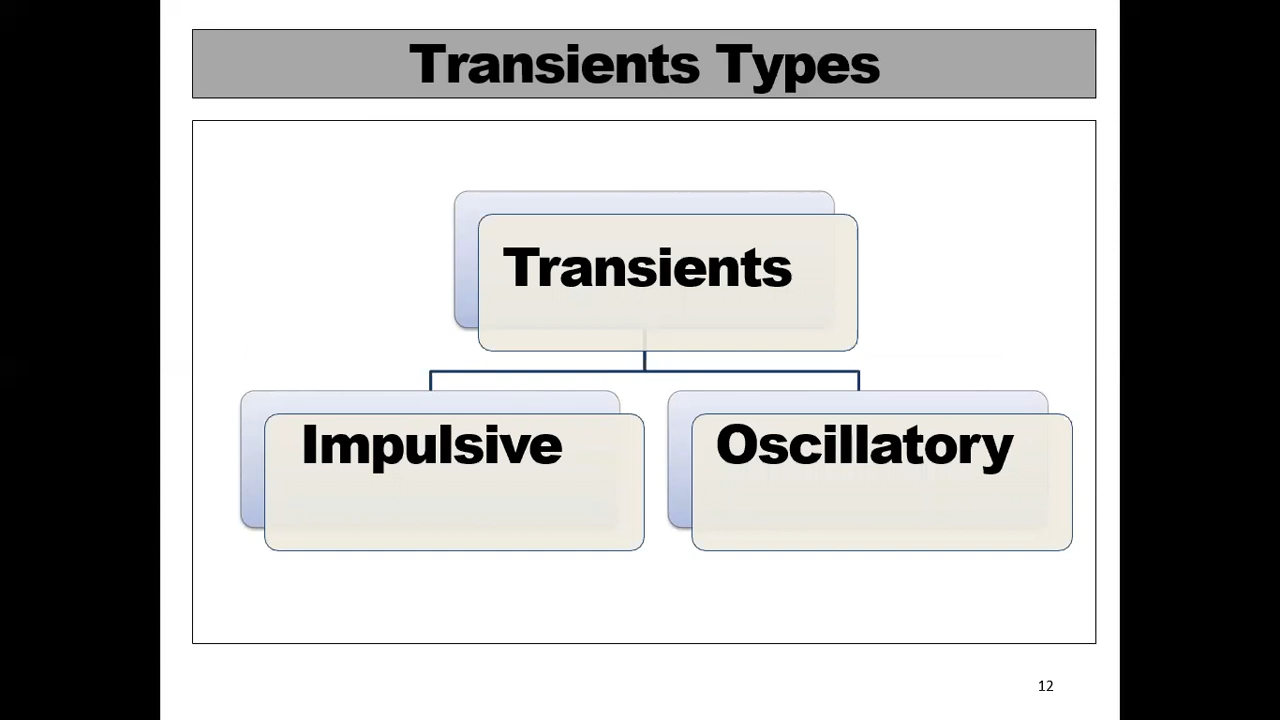 Transients Types
Transients
Impulsive
Oscillatory
12